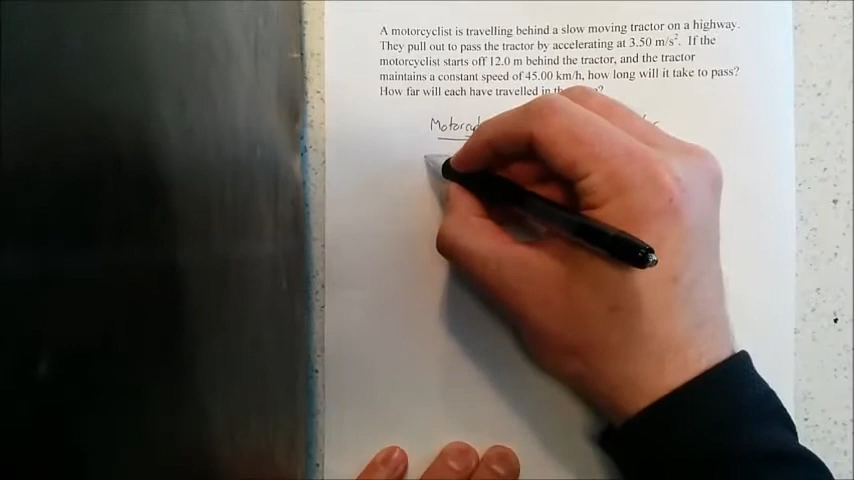 A motorcyclist is travelling behind a slow moving tractor on a highway.
They pull out to pass the tractor by accelerating at 3.50 m/s². If the
motorcyclist starts off 12.0 m behind the tractor, and the tractor
maintains a constant speed of 45.00 km/h, how long will it take to pass?
How far will each have travelled in